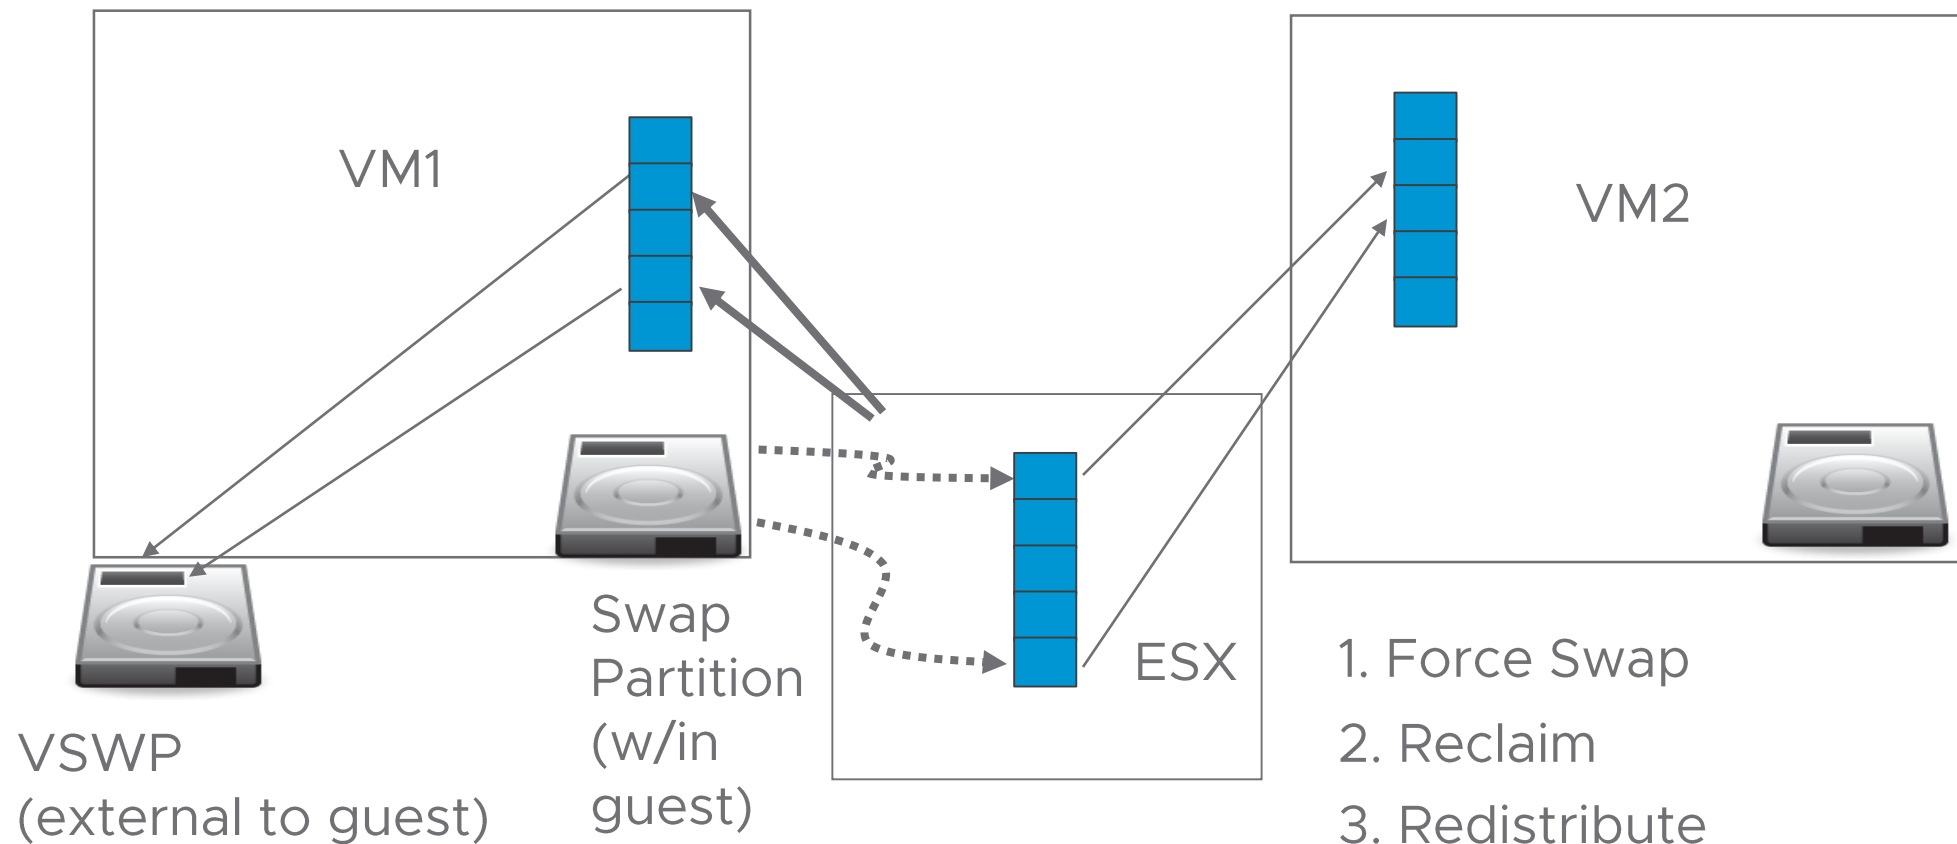 VM1
VM2
Swap
Partition
(w/in
guest)
ESX
VSWP
(external to guest)
1. Force Swap
2. Reclaim
3. Redistribute